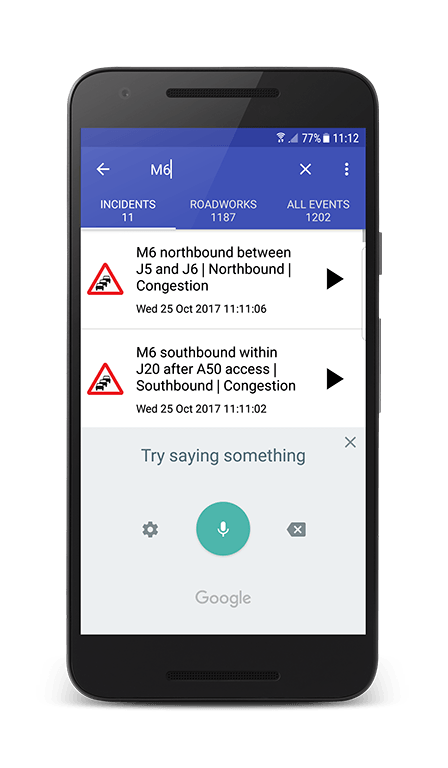 77% 11:12
M6
INCIDENTS
11
ROADWORKS
1187
ALL EVENTS
1202
M6 northbound between
J5 and J6 | Northbound |
Congestion
Wed 25 Oct 2017 11:11:06
M6 southbound within
J20 after A50 access |
Southbound | Congestion
Wed 25 Oct 2017 11:11:02
Try saying something
Google